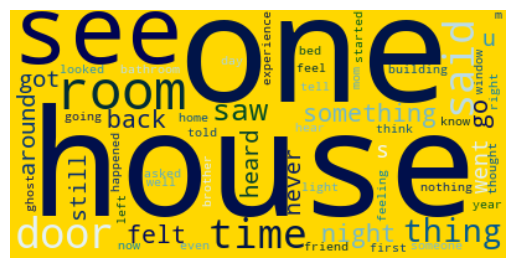 see
one
house
experience
bed
feel
tell
mom
started
building
said
m
u
window
right
go
know
looked
bathroom
day
got
room
saw
something
around
going
back
home
told
hear
think
ghost
still
happened
asked
well
brother
heard
never
light
feeling
s
went
thought
nothing
year
left
door
felt
time
night
thing
now
even
friend
first
someone